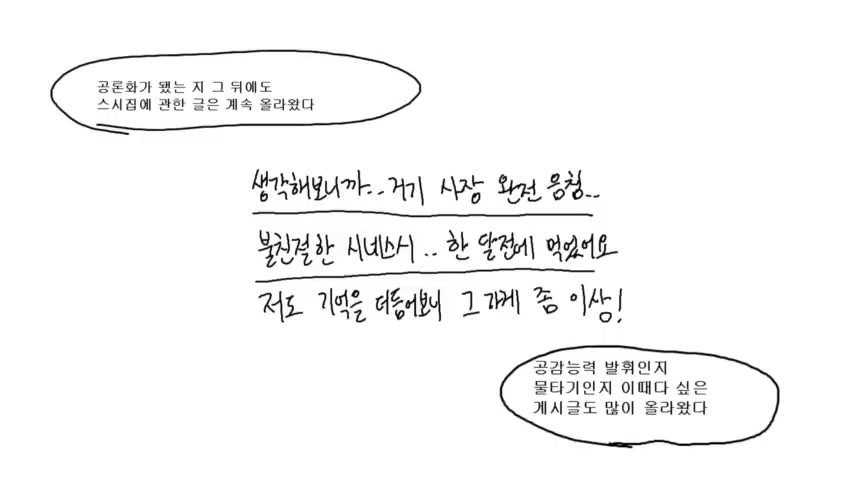 공론화가 됐는 지 그 뒤에도
스시집에 관한 글은 계속 올라왔다
생각해보니까.. 거기 사장 완전 음침..
불친절한 시네스시.. 한 달전에 먹었어요
저도 기억을 더듬어보니 그 가게 좀 이상!
공감능력 발휘인지
물타기인지 이때다 싶은
게시글도 많이 올라왔다